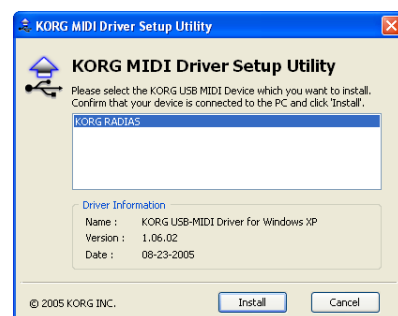 KORG MIDI Driver Setup Utility
KORG MIDI Driver Setup Utility
Please select the KORG USB MIDI Device which you want to install.
Confirm that your device is connected to the PC and click 'Install'.
KORG RADIAS
Driver Information
Name : KORG USB-MIDI Driver for Windows XP
Version : 1.06.02
Date : 08-23-2005
© 2005 KORG INC. Install Cancel